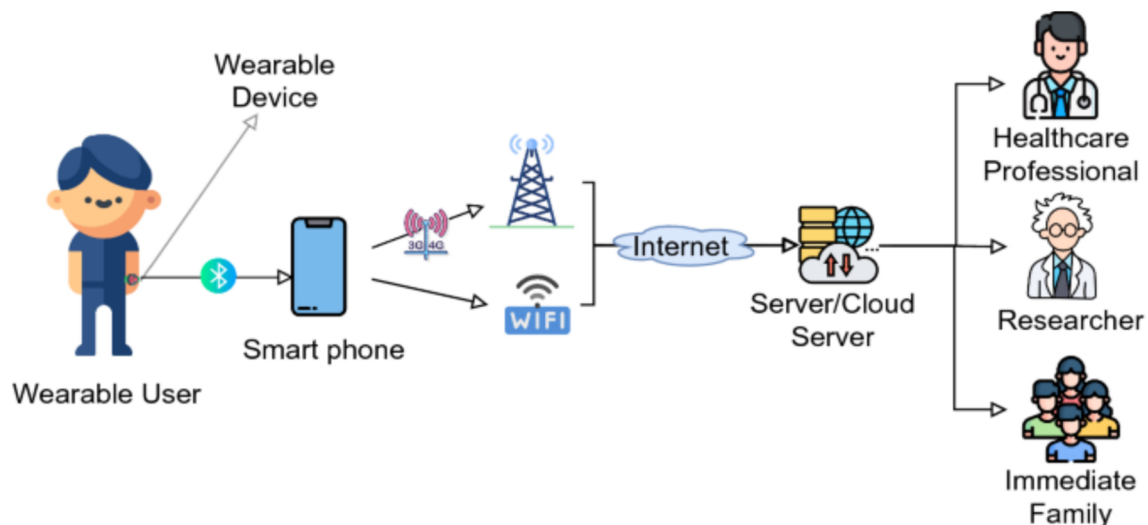 Wearable
Device
Wearable User
Smart phone
3G 4G
WIFI
Internet
Server/Cloud
Server
...
Healthcare
Professional
Researcher
Immediate
Family